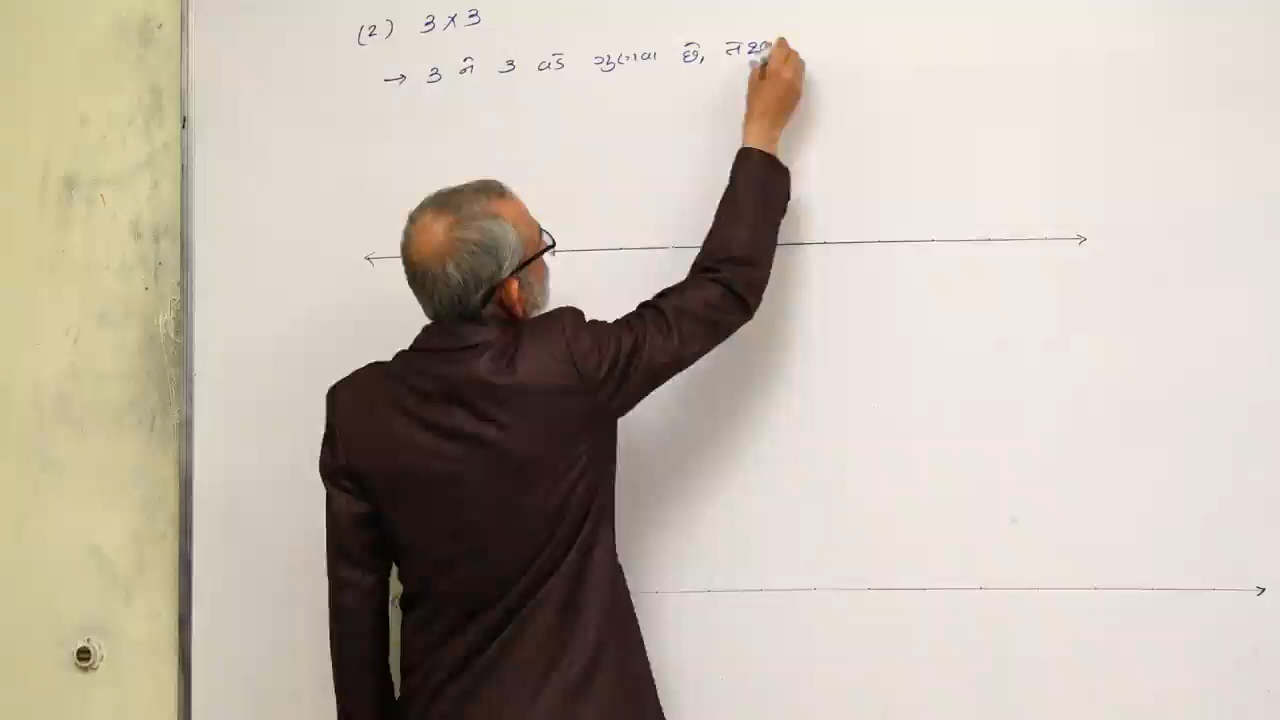 (2) 3 × 3
→ 3 ને 3 વડે ગુણવા છે,